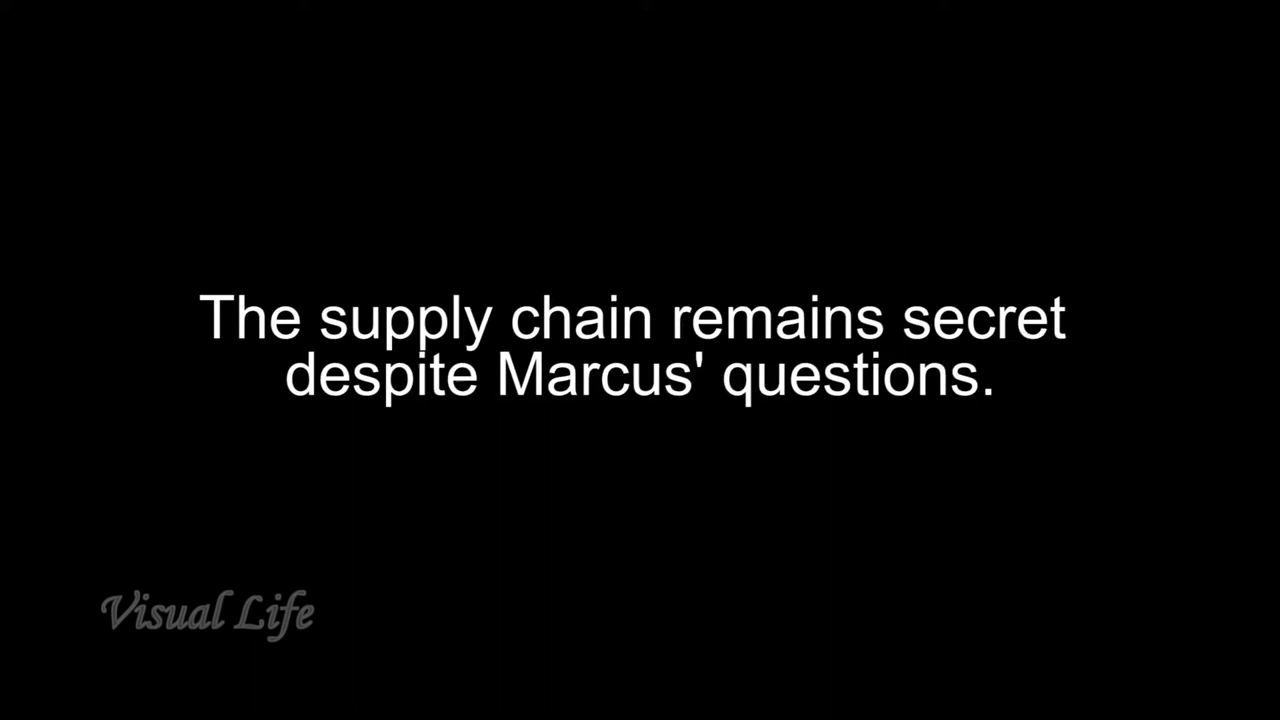 The supply chain remains secret
despite Marcus' questions.
Visual Life